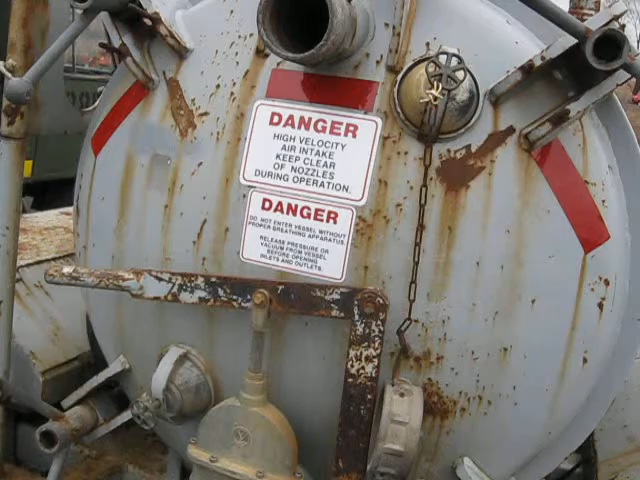 DANGER
HIGH VELOCITY
AIR INTAKE
KEEP CLEAR
OF NOZZLES
DURING OPERATION.
DANGER
DO NOT ENTER VESSEL WITHOUT
PROPER BREATHING APPARATUS.
RELEASE PRESSURE OR
VACUUM FROM VESSEL
BEFORE OPENING
INLETS AND OUTLETS.